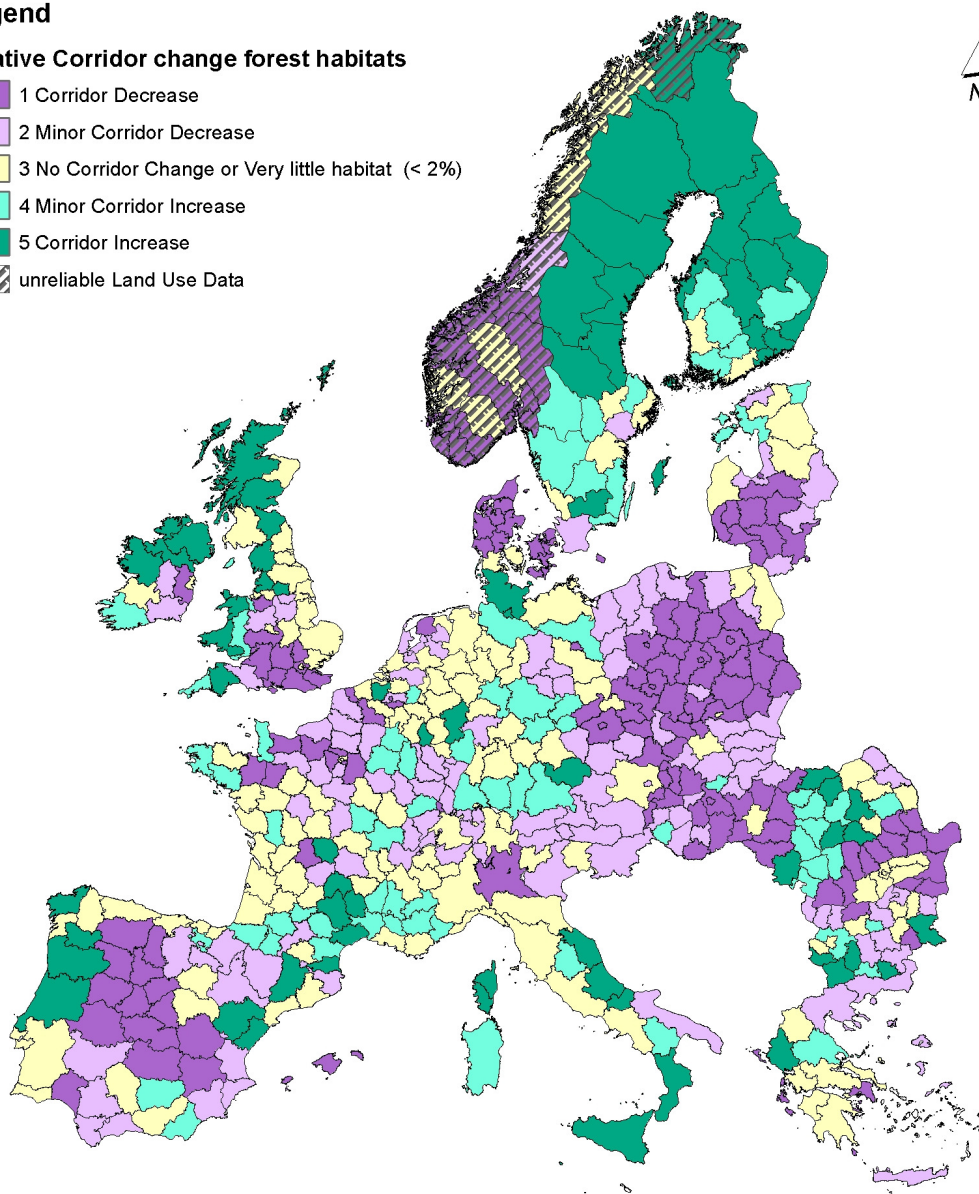 gend
ative Corridor change forest habitats
1 Corridor Decrease
2 Minor Corridor Decrease
3 No Corridor Change or Very little habitat (< 2%)
4 Minor Corridor Increase
5 Corridor Increase
unreliable Land Use Data
N